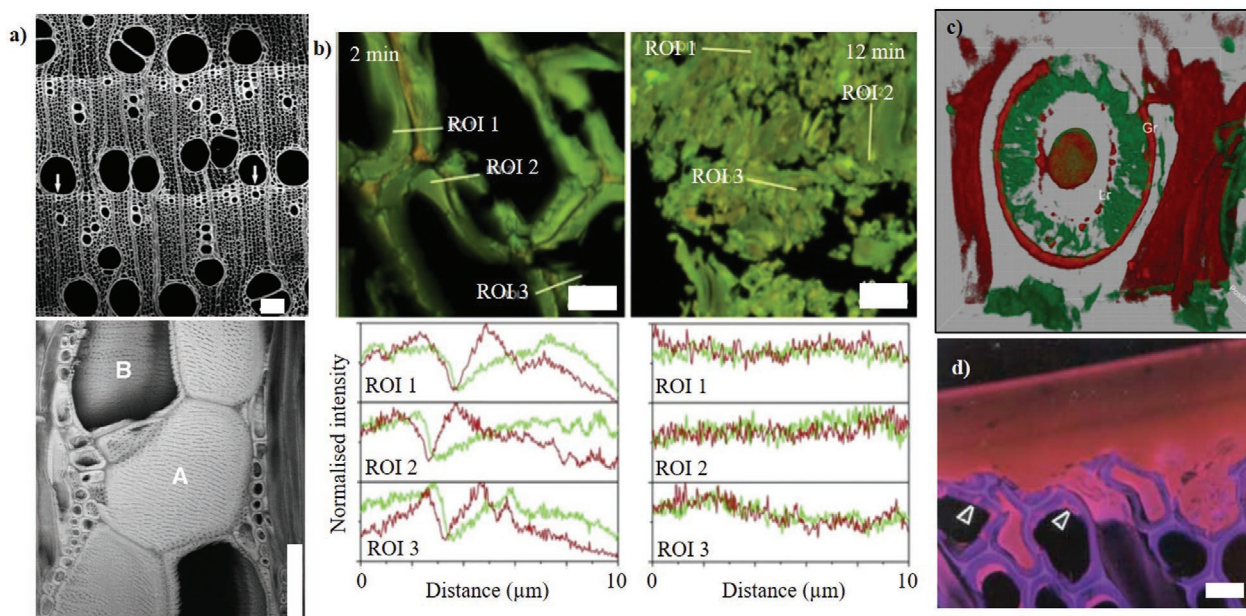 a)
b)
2 min
ROI 1
ROI 2
ROI 3
12 min
ROI 1
ROI 2
ROI 3
c)
Gr
Lr
B
A
Normalised intensity
ROI 1
ROI 2
ROI 3
0
5
10
Distance (µm)
ROI 1
ROI 2
ROI 3
0
5
10
Distance (µm)
d)